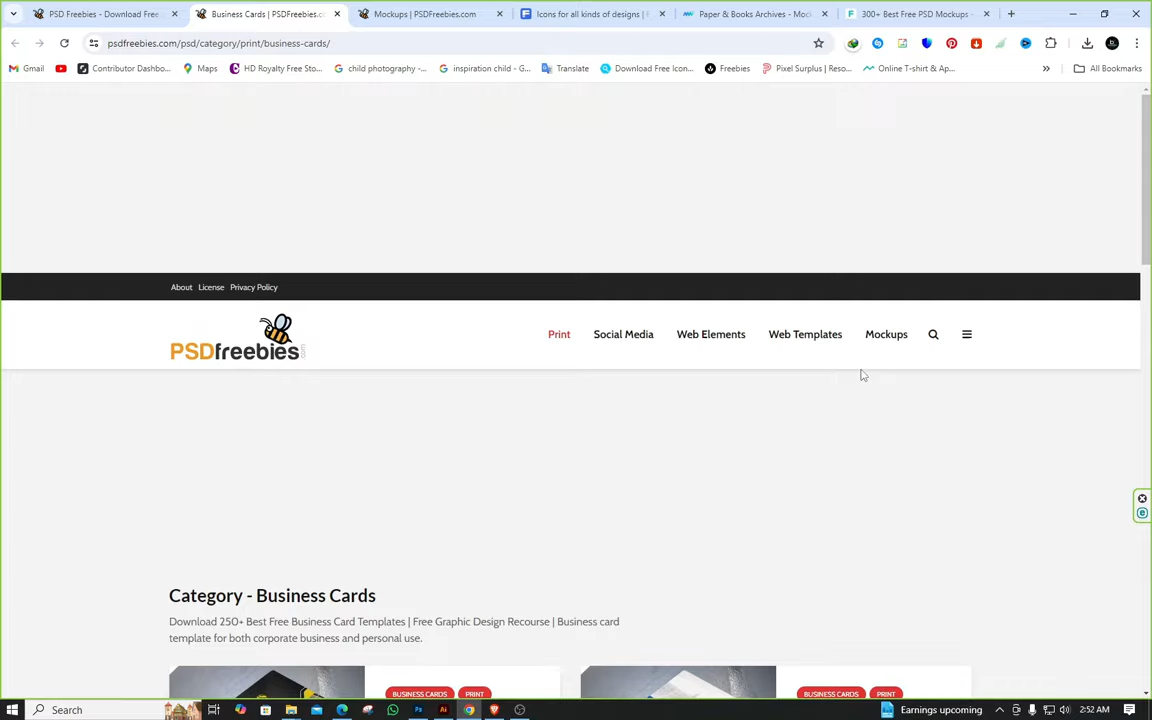 PSD Freebies - Download Free
Business Cards | PSDFreebies.c
Mockups | PSDFreebies.com
Icons for all kinds of designs |
Paper & Books Archives - Moc
300+ Best Free PSD Mockups -
psdfreebies.com/psd/category/print/business-cards/
Gmail
Contributor Dashbo...
Maps
HD Royalty Free Sto...
child photography -...
inspiration child - G...
Translate
Download Free Icon...
Freebies
Pixel Surplus | Reso...
Online T-shirt & Ap...
All Bookmarks
About License Privacy Policy
PSDfreebies.com
Print Social Media Web Elements Web Templates Mockups
Category - Business Cards
Download 250+ Best Free Business Card Templates | Free Graphic Design Recourse | Business card
template for both corporate business and personal use.
BUSINESS CARDS PRINT
BUSINESS CARDS PRINT
Search
Earnings upcoming
2:52 AM